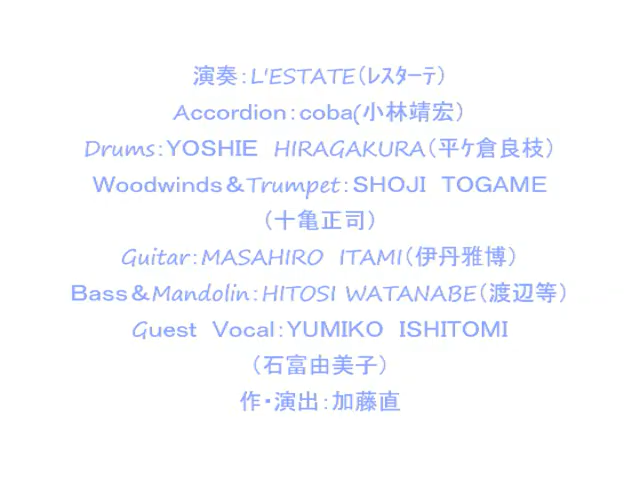 演奏：L'ESTATE（ﾚｽﾀｰﾃ）
Accordion：coba(小林靖宏）
Drums：YOSHIE　HIRAGAKURA（平ｹ倉良枝）
Woodwinds＆Trumpet：SHOJI　TOGAME
（十亀正司）
Guitar：MASAHIRO　ITAMI（伊丹雅博）
Bass＆Mandolin：HITOSI WATANABE（渡辺等）
Guest　Vocal：YUMIKO　ISHITOMI
（石富由美子）
作・演出：加藤直